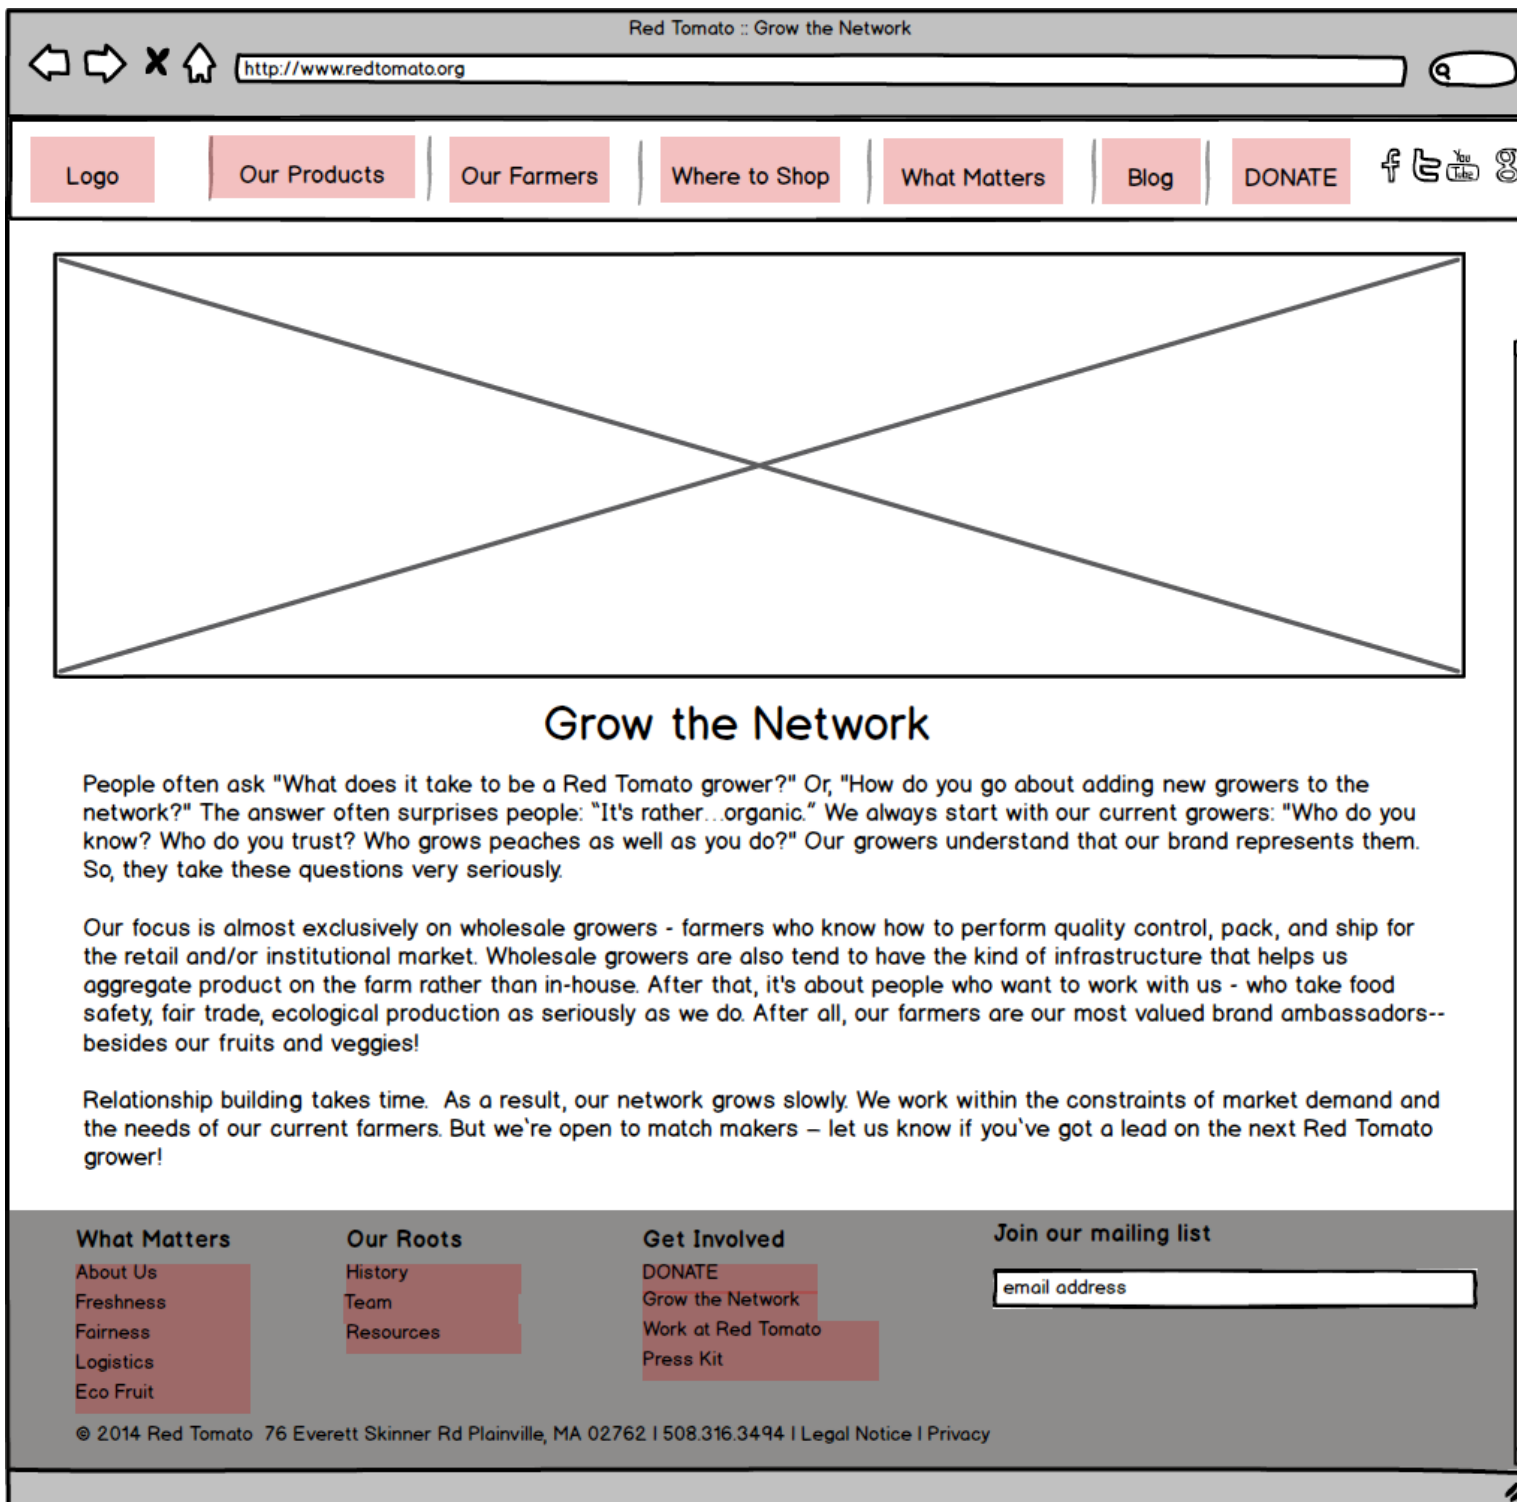 Red Tomato :: Grow the Network
http://www.redtomato.org
Logo
Our Products
Our Farmers
Where to Shop
What Matters
Blog
DONATE
You
Tube
Grow the Network
People often ask "What does it take to be a Red Tomato grower?" Or, "How do you go about adding new growers to the
network?" The answer often surprises people: “It's rather...organic.” We always start with our current growers: "Who do you
know? Who do you trust? Who grows peaches as well as you do?" Our growers understand that our brand represents them.
So, they take these questions very seriously.
Our focus is almost exclusively on wholesale growers - farmers who know how to perform quality control, pack, and ship for
the retail and/or institutional market. Wholesale growers are also tend to have the kind of infrastructure that helps us
aggregate product on the farm rather than in-house. After that, it's about people who want to work with us - who take food
safety, fair trade, ecological production as seriously as we do. After all, our farmers are our most valued brand ambassadors--
besides our fruits and veggies!
Relationship building takes time.  As a result, our network grows slowly. We work within the constraints of market demand and
the needs of our current farmers. But we’re open to match makers – let us know if you‘ve got a lead on the next Red Tomato
grower!
What Matters
About Us
Freshness
Fairness
Logistics
Eco Fruit
Our Roots
History
Team
Resources
Get Involved
DONATE
Grow the Network
Work at Red Tomato
Press Kit
Join our mailing list
email address
© 2014 Red Tomato  76 Everett Skinner Rd Plainville, MA 02762 | 508.316.3494 | Legal Notice | Privacy